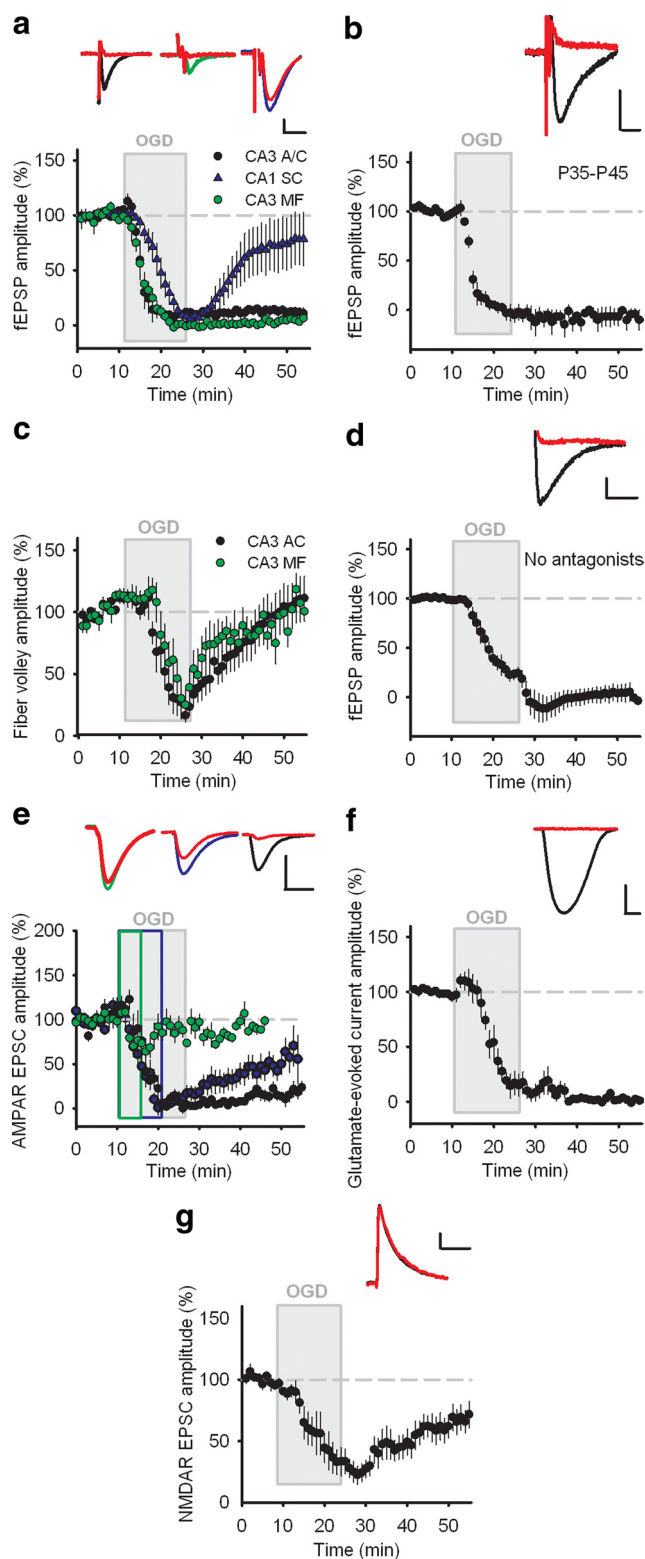 a
OGD
CA3 A/C
CA1 SC
CA3 MF
fEPSP amplitude (%)
150
100
50
0
0 10 20 30 40 50
Time (min)
b
OGD
P35-P45
fEPSP amplitude (%)
150
100
50
0
0 10 20 30 40 50
Time (min)
c
OGD
CA3 AC
CA3 MF
Fiber volley amplitude (%)
150
100
50
0
0 10 20 30 40 50
Time (min)
d
OGD
No antagonists
fEPSP amplitude (%)
150
100
50
0
0 10 20 30 40 50
Time (min)
e
OGD
AMPAR EPSC amplitude (%)
200
150
100
50
0
0 10 20 30 40 50
Time (min)
f
OGD
Glutamate-evoked current amplitude (%)
150
100
50
0
0 10 20 30 40 50
Time (min)
g
OGD
NMDAR EPSC amplitude (%)
150
100
50
0
0 10 20 30 40 50
Time (min)